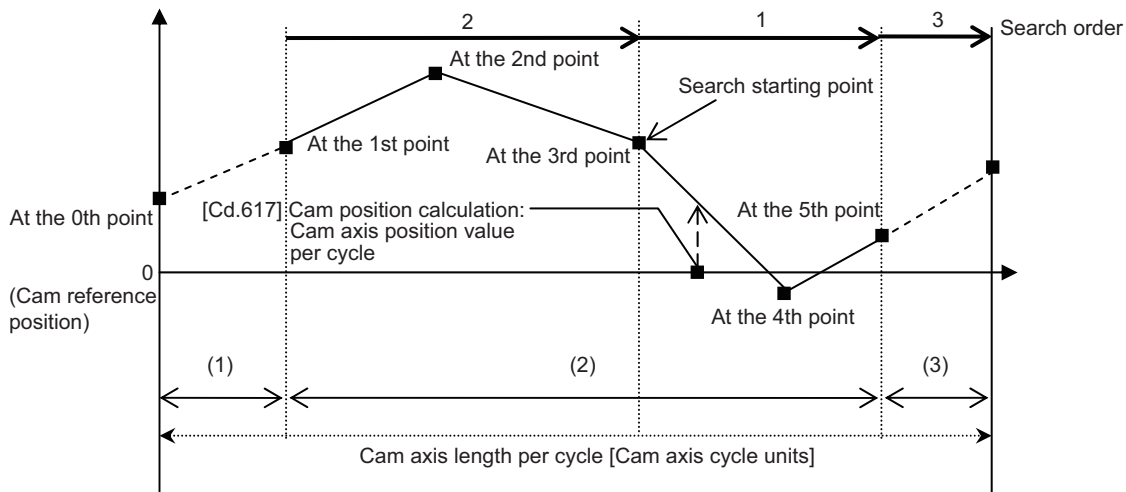 2
1
3
Search order
At the 2nd point
Search starting point
At the 1st point
At the 3rd point
At the 0th point
[Cd.617] Cam position calculation:
Cam axis position value
per cycle
At the 5th point
0
(Cam reference
position)
At the 4th point
(1)
(2)
(3)
Cam axis length per cycle [Cam axis cycle units]